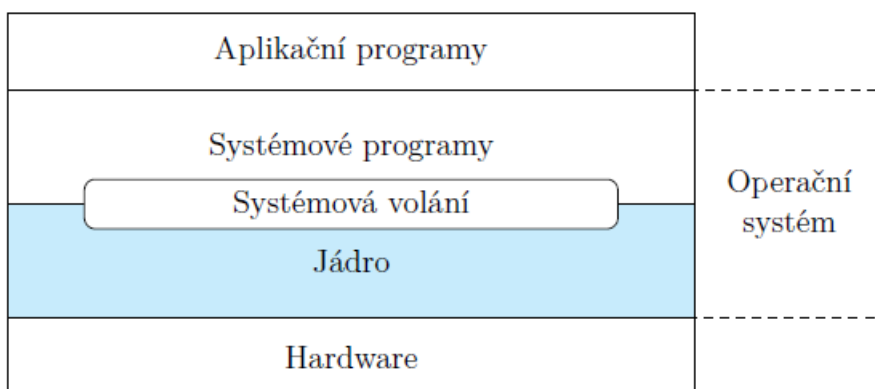 Aplikační programy
Systémové programy
Systémová volání
Jádro
Hardware
Operační
systém